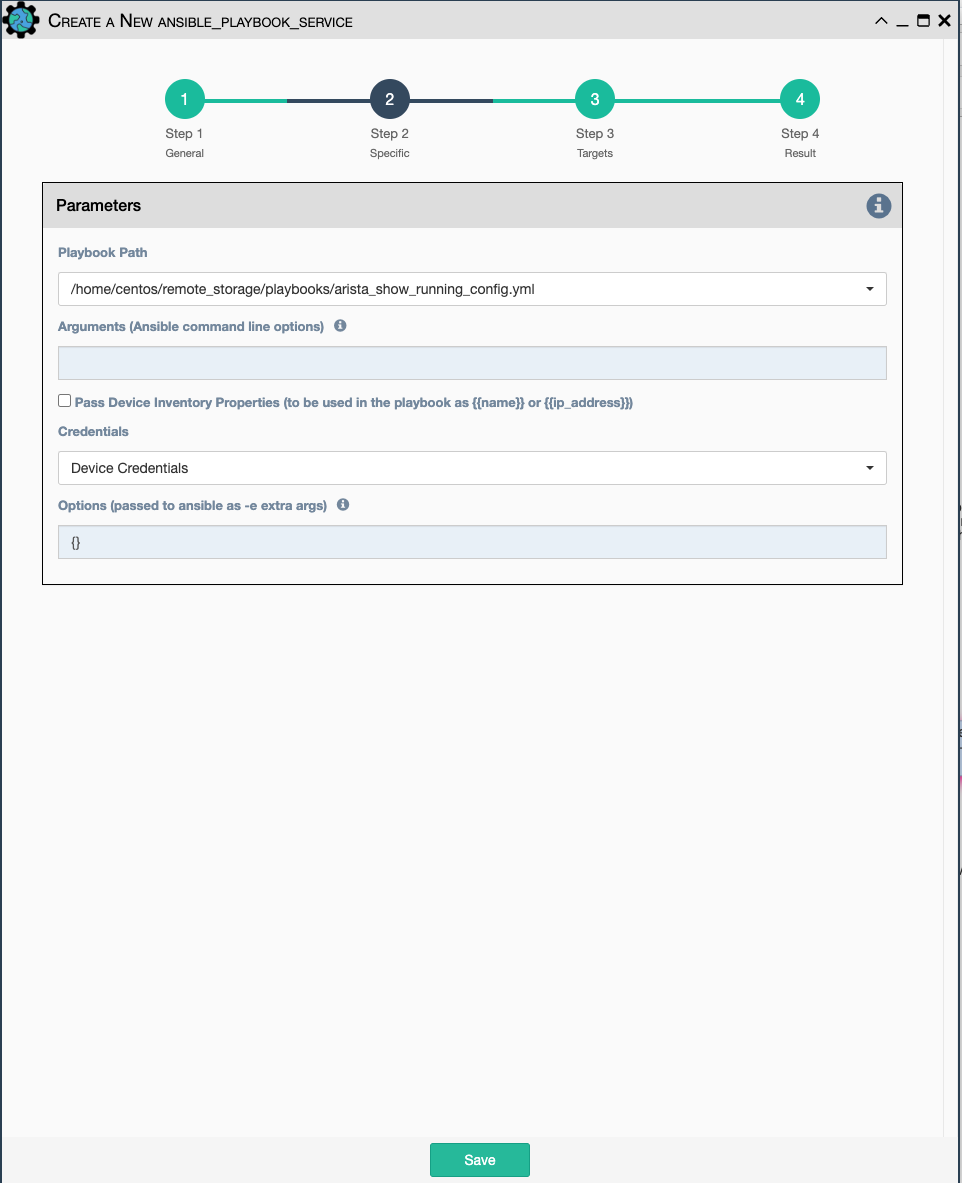 Create a New ansible_playbook_service
1 2 3 4
Step 1 Step 2 Step 3 Step 4
General Specific Targets Result
Parameters
Playbook Path
/home/centos/remote_storage/playbooks/arista_show_running_config.yml
Arguments (Ansible command line options)
Pass Device Inventory Properties (to be used in the playbook as {{name}} or {{ip_address}})
Credentials
Device Credentials
Options (passed to ansible as -e extra args)
{}
Save